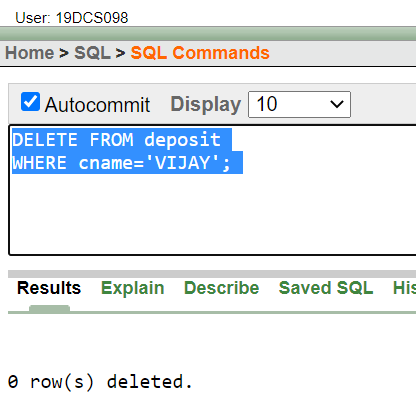 User: 19DCS098
Home > SQL > SQL Commands
Autocommit Display 10
DELETE FROM deposit
WHERE cname='VIJAY';
Results Explain Describe Saved SQL His
0 row(s) deleted.